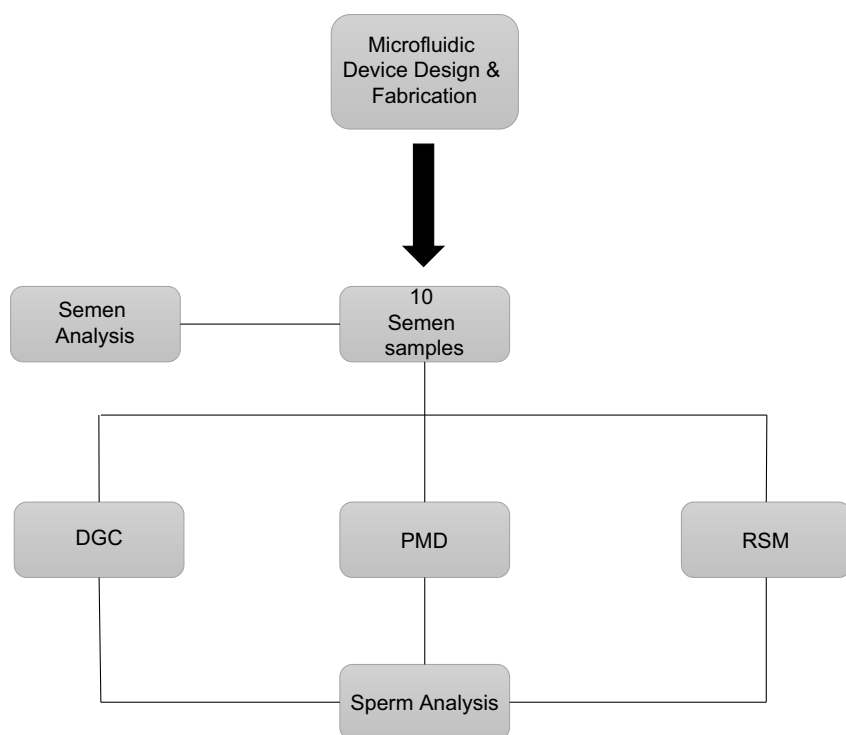 Microfluidic
Device Design &
Fabrication
Semen
Analysis
10
Semen
samples
DGC
PMD
RSM
Sperm Analysis